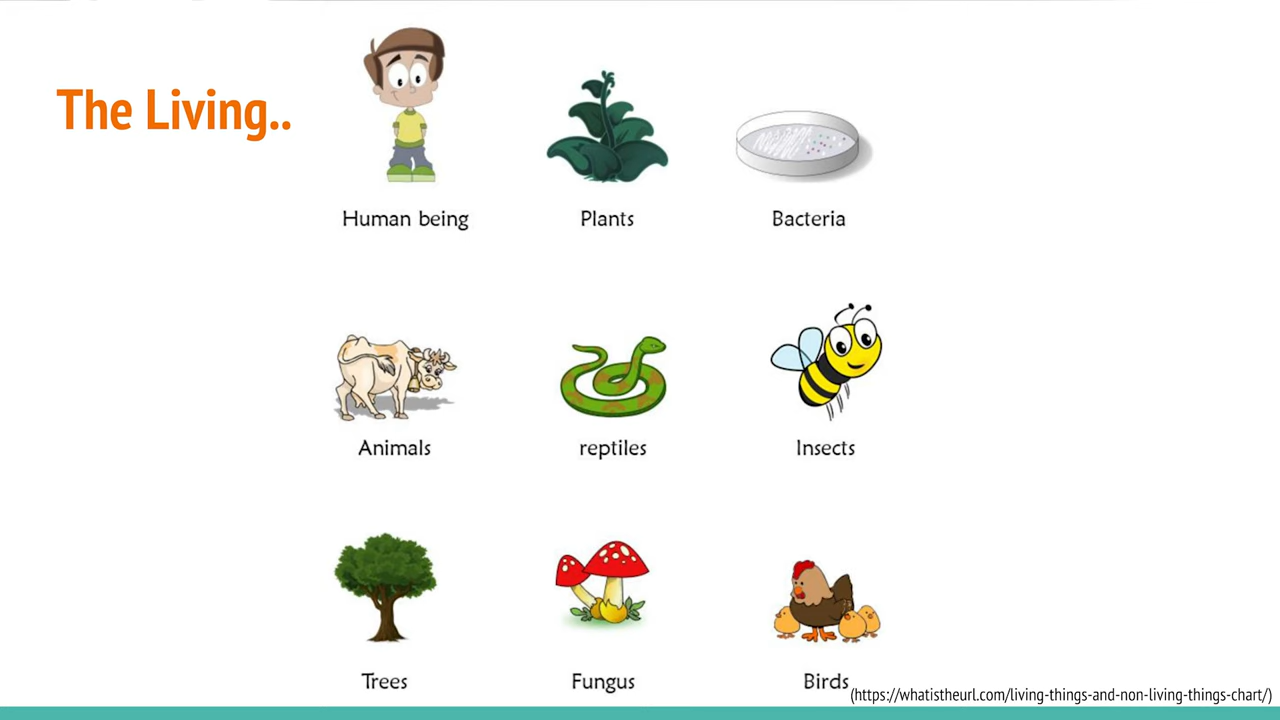 The Living..
Human being
Plants
Bacteria
Animals
reptiles
Insects
Trees
Fungus
Birds
(https://whatistheurl.com/living-things-and-non-living-things-chart/)